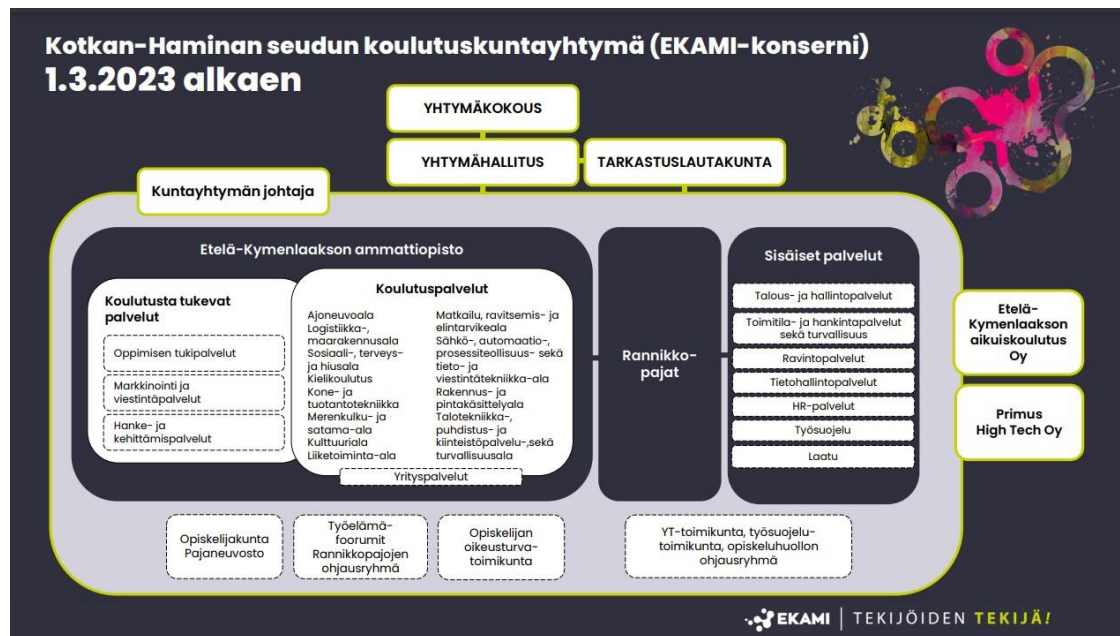 Kotkan-Haminan seudun koulutuskuntayhtymä (EKAMI-konserni)
1.3.2023 alkaen
YHTYMÄKOKOUS
YHTYMÄHALLITUS
TARKASTUSLAUTAKUNTA
Kuntayhtymän johtaja
Etelä-Kymenlaakson ammattiopisto
Koulutusta tukevat
palvelut
Oppimisen tukipalvelut
Markkinointi ja
viestintäpalvelut
Hanke- ja
kehittämispalvelut
Koulutuspalvelut
Ajoneuvoala
Logistiikka-,
maarakennusala
Sosiaali-, terveys-
ja hiusala
Kielikoulutus
Kone- ja
tuotantotekniikka
Merenkulku- ja
satama-ala
Kulttuuriala
Liiketoiminta-ala
Matkailu, ravitsemis- ja
elintarvikeala
Sähkö-, automaatio-,
prosessiteollisuus- sekä
tieto- ja
viestintätekniikka-ala
Rakennus- ja
pintakäsittelyala
Talotekniikka-,
puhdistus- ja
kiinteistöpalvelu-,sekä
turvallisuusala
Yrityspalvelut
Rannikko-
pajat
Sisäiset palvelut
Talous- ja hallintopalvelut
Toimitila- ja hankintapalvelut
sekä turvallisuus
Ravintopalvelut
Tietohallintopalvelut
HR-palvelut
Työsuojelu
Laatu
Etelä-
Kymenlaakson
aikuiskoulutus
Oy
Primus
High Tech Oy
Opiskelijakunta
Pajaneuvosto
Työelämä-
foorumit
Rannikkopajojen
ohjausryhmä
Opiskelijan
oikeusturva-
toimikunta
YT-toimikunta, työsuojelu-
toimikunta, opiskeluhuollon
ohjausryhmä
EKAMI | TEKIJÖIDEN TEKIJÄ!